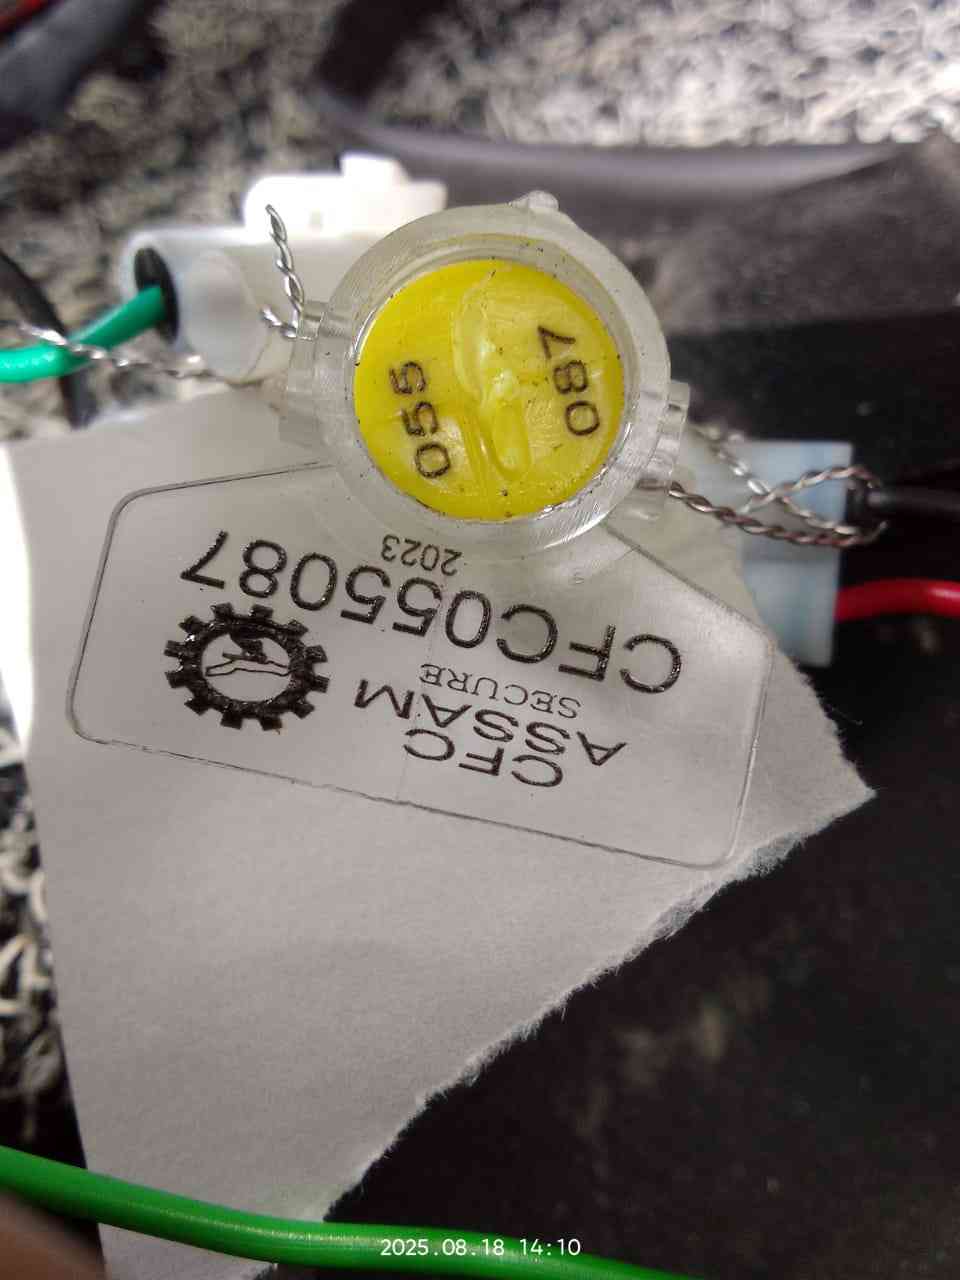 CFC
ASSAM
SECURE
CFC055087
2023
055
087
2025.08.18 14:10